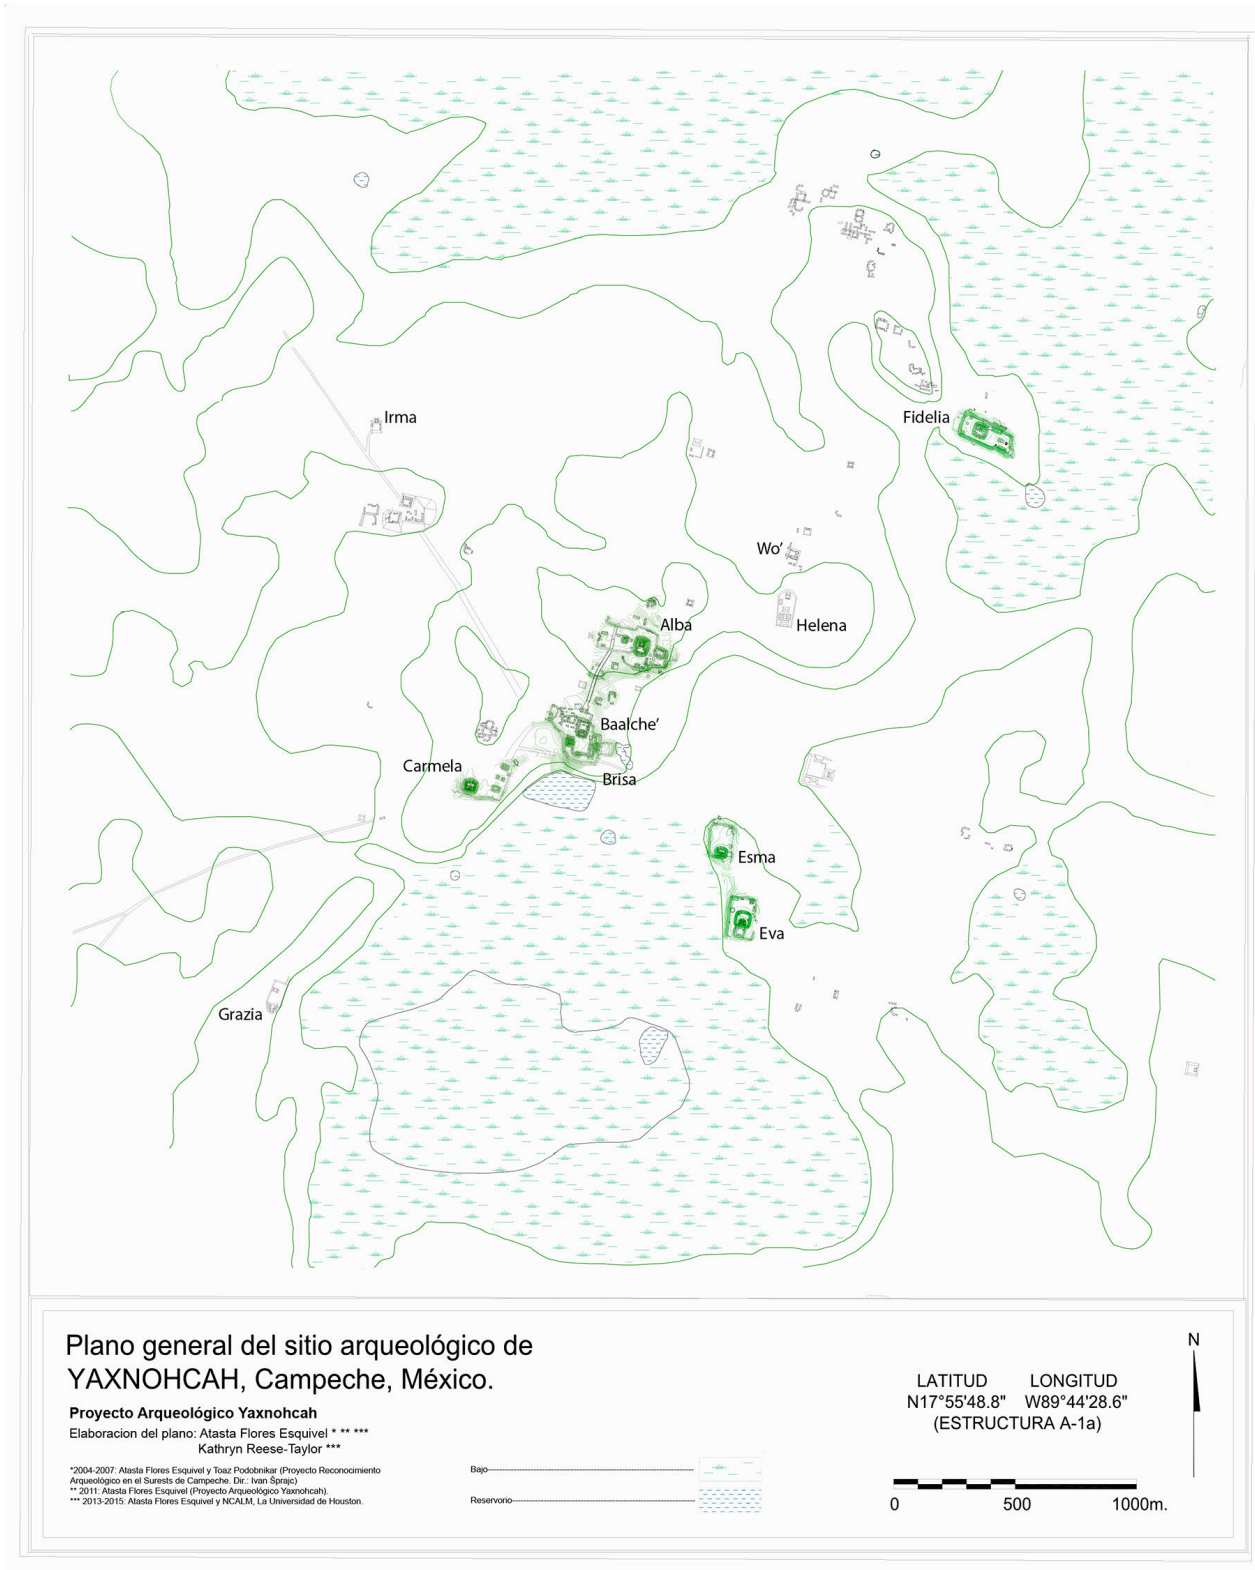 Irma
Fidelia
Wo’
Alba
Helena
Baalche’
Carmela
Brisa
Esma
Eva
Grazia
Plano general del sitio arqueológico de
YAXNOHCAH, Campeche, México.
Proyecto Arqueológico Yaxnohcah
Elaboracion del plano: Atasta Flores Esquivel * ** ***
Kathryn Reese-Taylor ***
*2004-2007: Atasta Flores Esquivel y Toaz Podobnikar (Proyecto Reconocimiento
Arqueológico en el Surests de Campeche. Dir.: Ivan Šprajc)
** 2011: Atasta Flores Esquivel (Proyecto Arqueológico Yaxnohcah).
*** 2013-2015: Atasta Flores Esquivel y NCALM, La Universidad de Houston.
Bajo
Reservorio
LATITUD LONGITUD
N17°55'48.8" W89°44'28.6"
(ESTRUCTURA A-1a)
N
0 500 1000m.